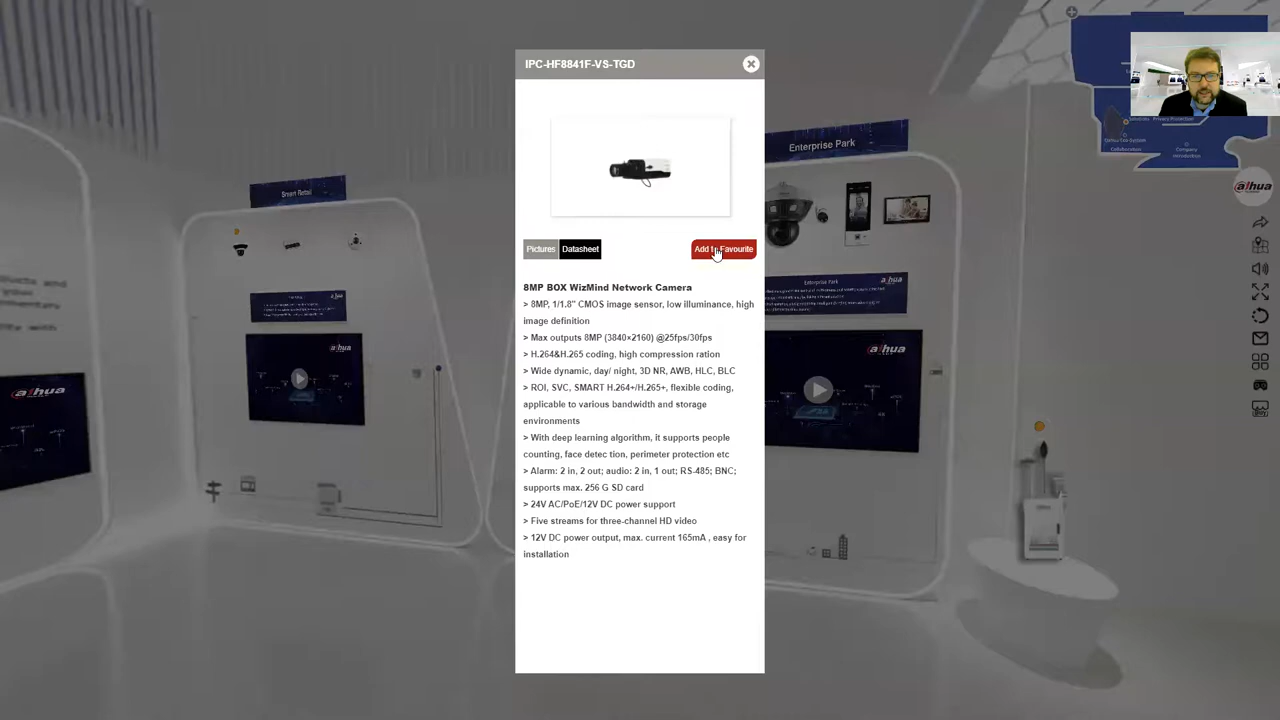 IPC-HF8841F-VS-TGD
Pictures
Datasheet
Add to Favourite
8MP BOX WizMind Network Camera
> 8MP, 1/1.8" CMOS image sensor, low illuminance, high
image definition
> Max outputs 8MP (3840×2160) @25fps/30fps
> H.264&H.265 coding, high compression ration
> Wide dynamic, day/ night, 3D NR, AWB, HLC, BLC
> ROI, SVC, SMART H.264+/H.265+, flexible coding,
applicable to various bandwidth and storage
environments
> With deep learning algorithm, it supports people
counting, face detec tion, perimeter protection etc
> Alarm: 2 in, 2 out; audio: 2 in, 1 out; RS-485; BNC;
supports max. 256 G SD card
> 24V AC/PoE/12V DC power support
> Five streams for three-channel HD video
> 12V DC power output, max. current 165mA , easy for
installation
Smart Retail
Enterprise Park
alhua
alhua
alhua
alhua
Privacy Protection
Collaboration
Company
Introduction